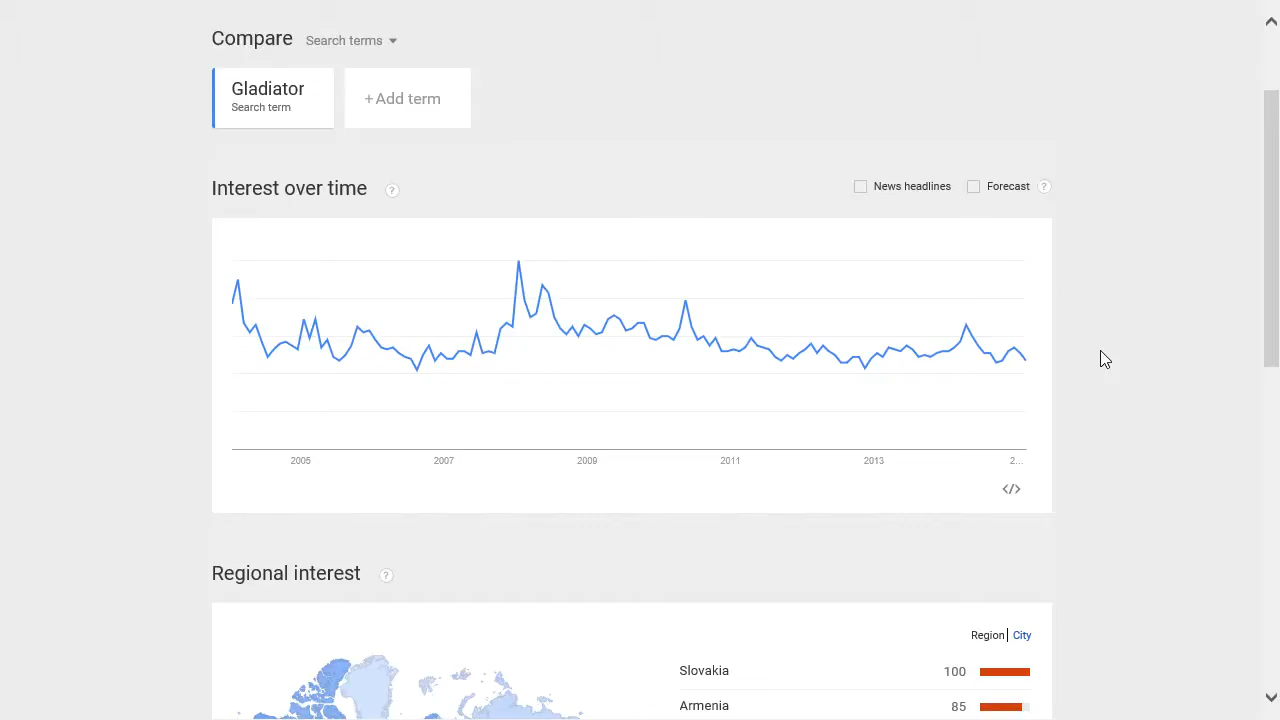 Compare Search terms
Gladiator
Search term
+ Add term
Interest over time ?
News headlines Forecast ?
2005 2007 2009 2011 2013 2...
</>
Regional interest ?
Region City
Slovakia 100
Armenia 85